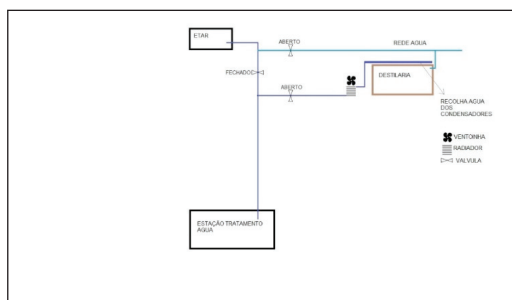 ETAR
ABERTO
REDE AGUA
FECHADO
ABERTO
DESTILARIA
RECOLHA AGUA
DOS
CONDENSADORES
VENTOINHA
RADIADOR
VALVULA
ESTAÇÃO TRATAMENTO
AGUA